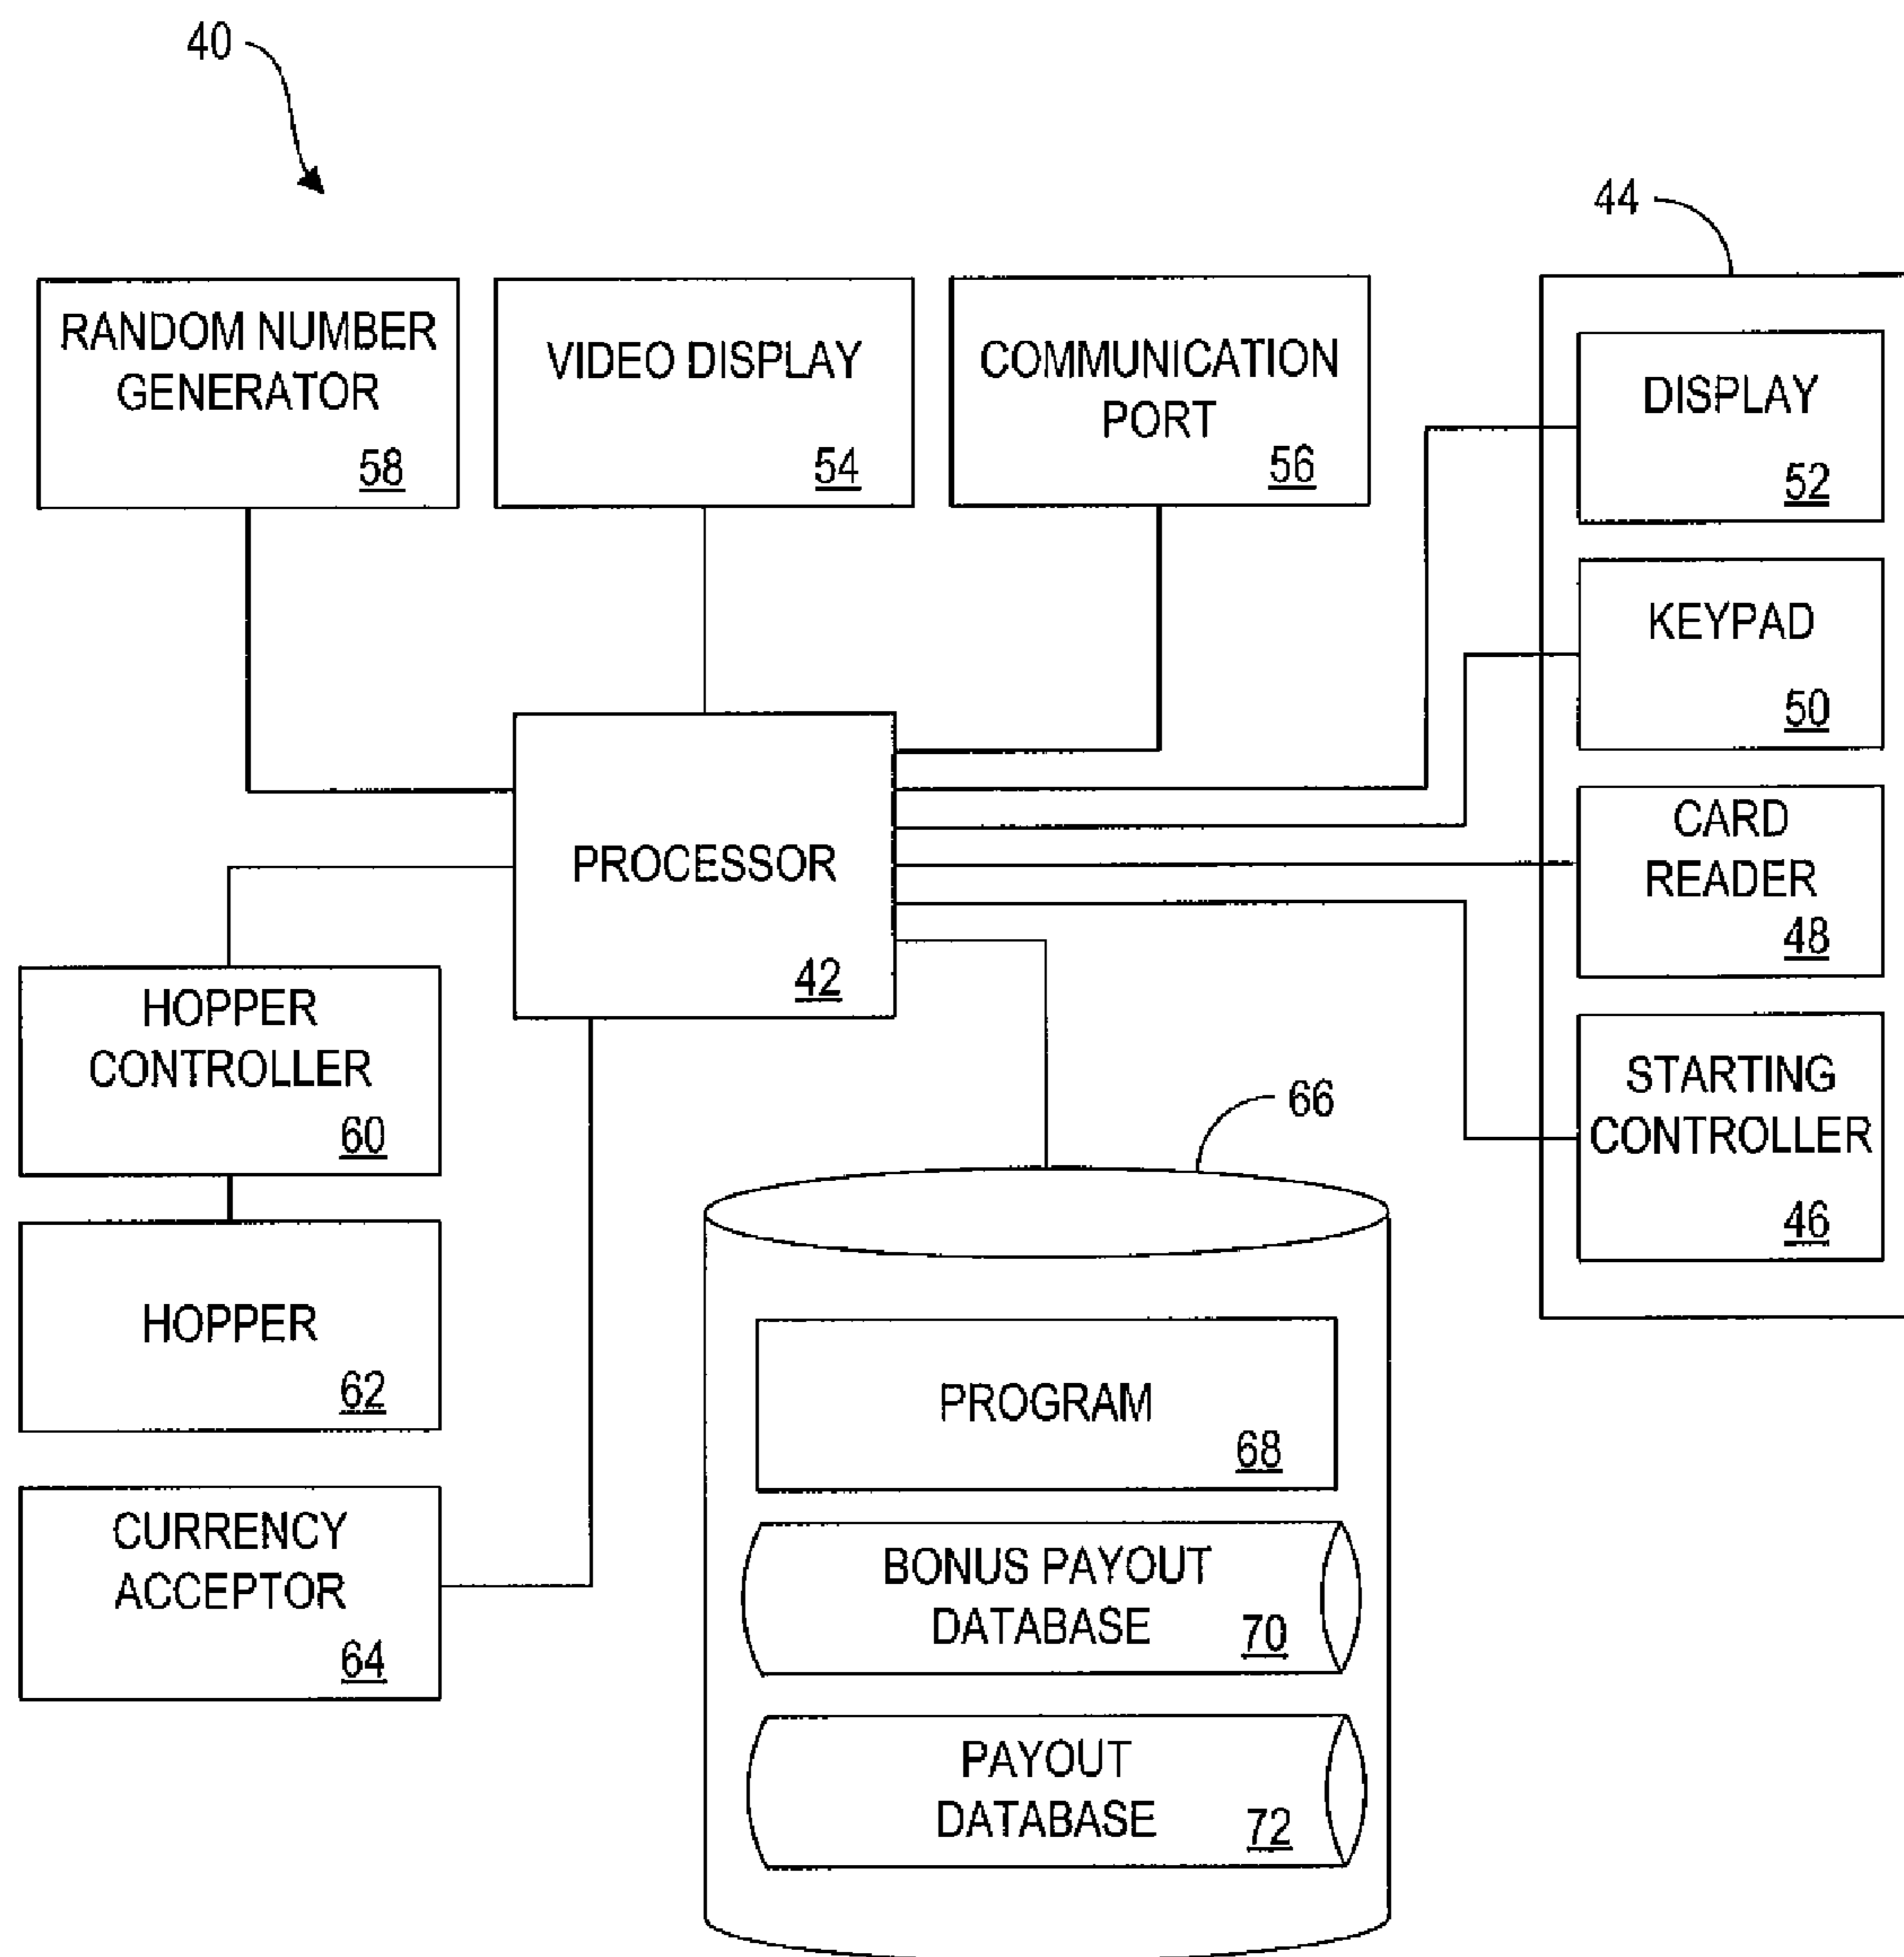 40
44
RANDOM NUMBER
GENERATOR
58
VIDEO DISPLAY
54
COMMUNICATION
PORT
56
DISPLAY
52
KEYPAD
50
CARD
READER
48
STARTING
CONTROLLER
46
PROCESSOR
42
HOPPER
CONTROLLER
60
HOPPER
62
CURRENCY
ACCEPTOR
64
66
PROGRAM
68
BONUS PAYOUT
DATABASE
70
PAYOUT
DATABASE
72